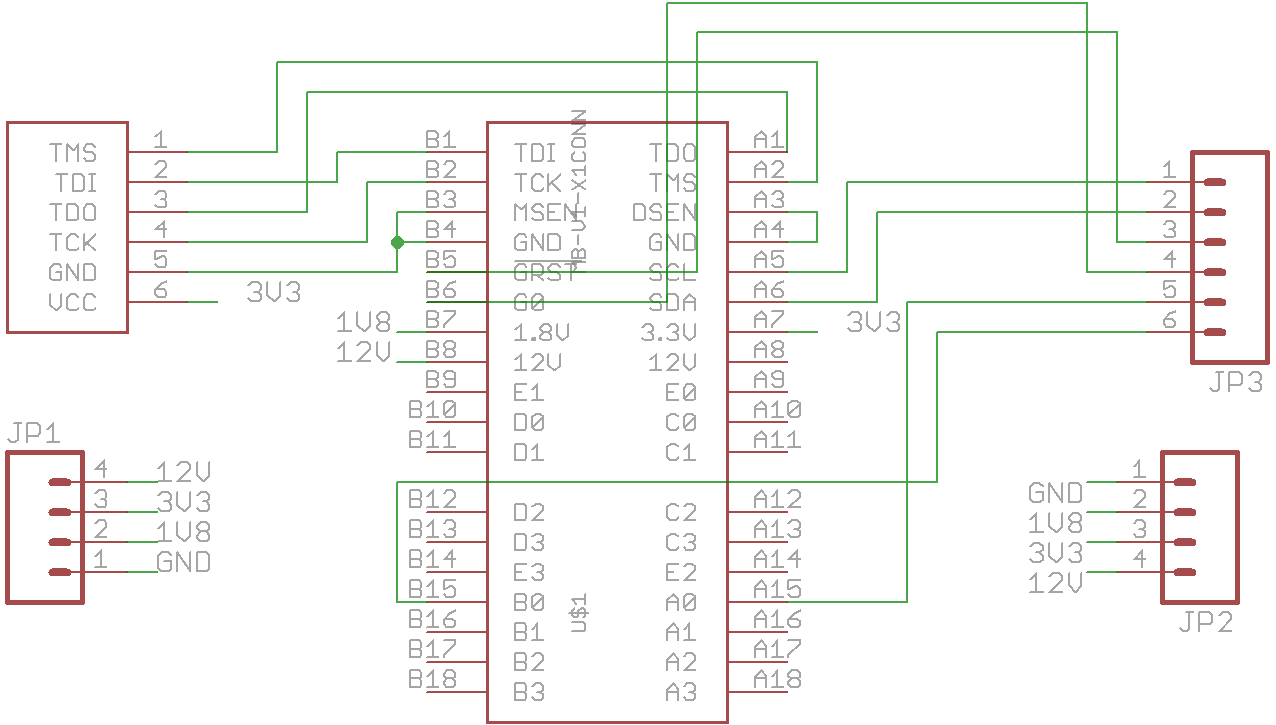 TMS 1
TDI 2
TDO 3
TCK 4
GND 5
VCC 6
3V3
1V8
12V
JP1
4 12V
3 3V3
2 1V8
1 GND
B1 TDI TDO A1
B2 TCK TMS A2
B3 MSEN DSEN A3
B4 GND GND A4
B5 GRST SCL A5
B6 G0 SDA A6
B7 1.8V 3.3V A7
B8 12V 12V A8
B9 E1 E0 A9
B10 D0 C0 A10
B11 D1 C1 A11
B12 D2 C2 A12
B13 D3 C3 A13
B14 E3 E2 A14
B15 B0 A0 A15
B16 B1 A1 A16
B17 B2 A2 A17
B18 B3 A3 A18
U$1
3V3
1
2
3
4
5
6
JP3
GND 1
1V8 2
3V3 3
12V 4
JP2